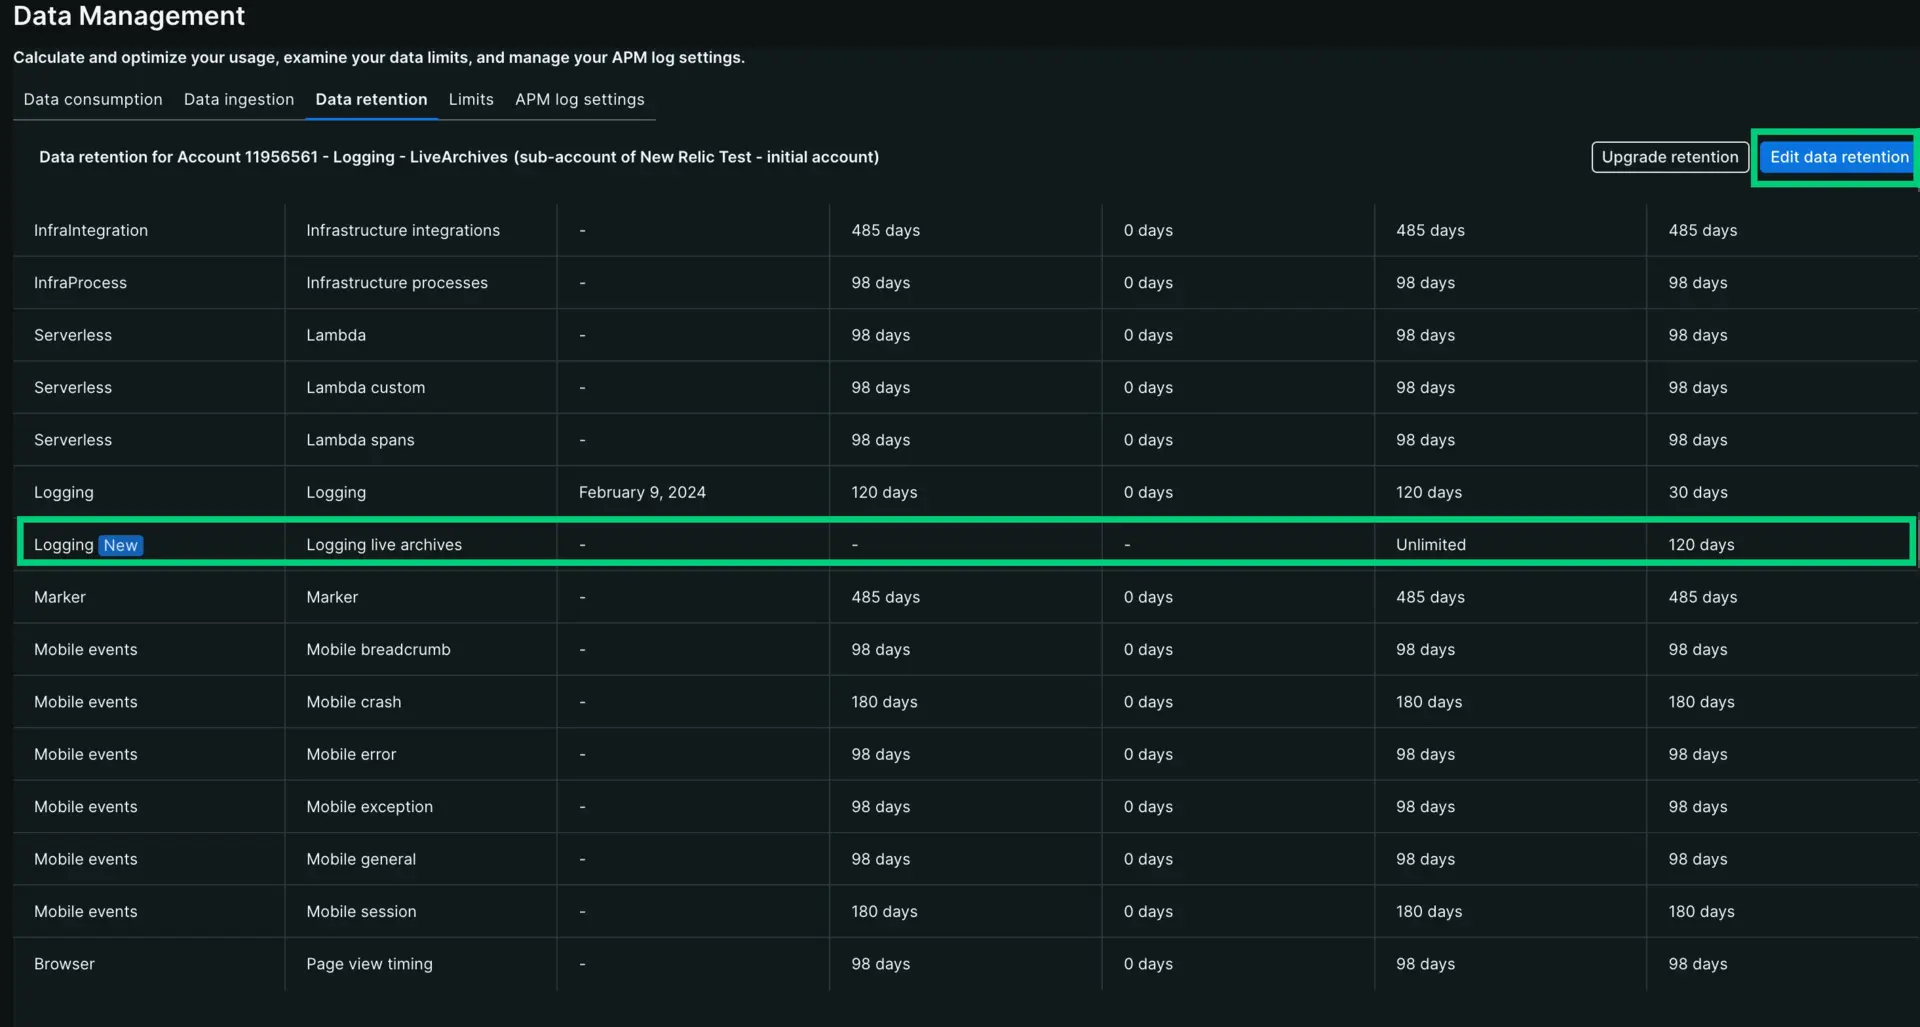 Data Management
Calculate and optimize your usage, examine your data limits, and manage your APM log settings.
Data consumption Data ingestion Data retention Limits APM log settings
Data retention for Account 11956561 - Logging - LiveArchives (sub-account of New Relic Test - initial account) Upgrade retention Edit data retention
InfraIntegration Infrastructure integrations - 485 days 0 days 485 days 485 days
InfraProcess Infrastructure processes - 98 days 0 days 98 days 98 days
Serverless Lambda - 98 days 0 days 98 days 98 days
Serverless Lambda custom - 98 days 0 days 98 days 98 days
Serverless Lambda spans - 98 days 0 days 98 days 98 days
Logging Logging February 9, 2024 120 days 0 days 120 days 30 days
Logging New Logging live archives - - - Unlimited 120 days
Marker Marker - 485 days 0 days 485 days 485 days
Mobile events Mobile breadcrumb - 98 days 0 days 98 days 98 days
Mobile events Mobile crash - 180 days 0 days 180 days 180 days
Mobile events Mobile error - 98 days 0 days 98 days 98 days
Mobile events Mobile exception - 98 days 0 days 98 days 98 days
Mobile events Mobile general - 98 days 0 days 98 days 98 days
Mobile events Mobile session - 180 days 0 days 180 days 180 days
Browser Page view timing - 98 days 0 days 98 days 98 days